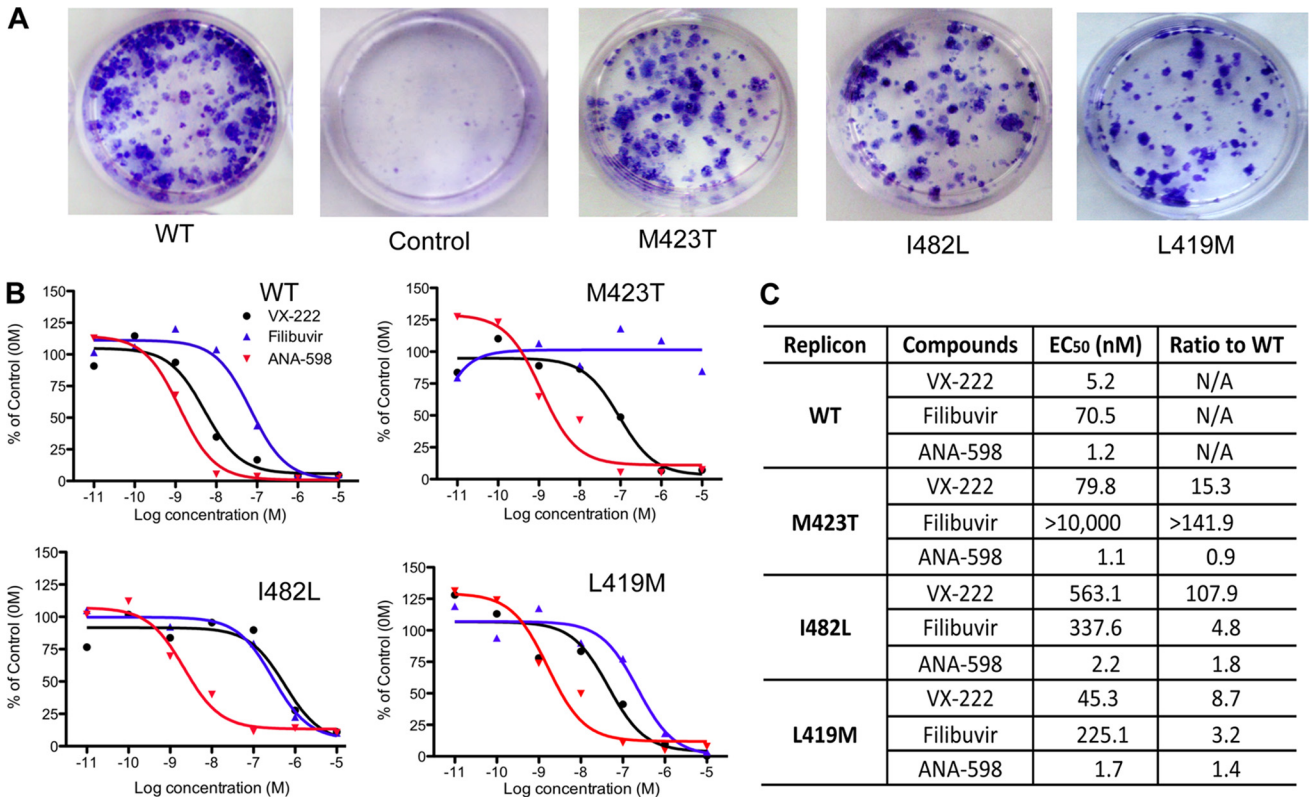 A
WT
Control
M423T
I482L
L419M
B
WT
VX-222
Filibuvir
ANA-598
% of Control (0M)
150
125
100
75
50
25
0
-11 -10 -9 -8 -7 -6 -5
Log concentration (M)
M423T
% of Control (0M)
150
125
100
75
50
25
0
-11 -10 -9 -8 -7 -6 -5
Log concentration (M)
I482L
% of Control (0M)
150
125
100
75
50
25
0
-11 -10 -9 -8 -7 -6 -5
Log concentration (M)
L419M
% of Control (0M)
150
125
100
75
50
25
0
-11 -10 -9 -8 -7 -6 -5
Log concentration (M)
C
Replicon Compounds EC50 (nM) Ratio to WT
WT
VX-222 5.2 N/A
Filibuvir 70.5 N/A
ANA-598 1.2 N/A
M423T
VX-222 79.8 15.3
Filibuvir >10,000 >141.9
ANA-598 1.1 0.9
I482L
VX-222 563.1 107.9
Filibuvir 337.6 4.8
ANA-598 2.2 1.8
L419M
VX-222 45.3 8.7
Filibuvir 225.1 3.2
ANA-598 1.7 1.4